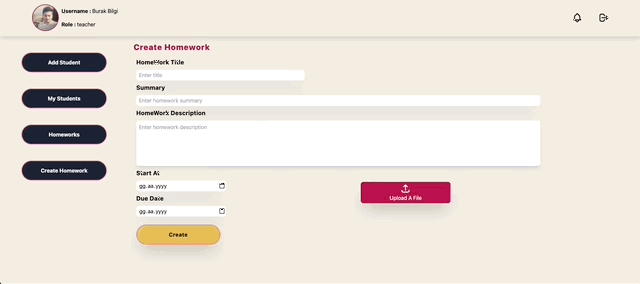 Username : Burak Bilgi
Role : teacher
Add Student
My Students
Homeworks
Create Homework
Create Homework
HomeWork Title
Enter title
Summary
Enter homework summary
HomeWork Description
Enter homework description
Start At
gg.aa.yyyy
Due Date
gg.aa.yyyy
Upload A File
Create